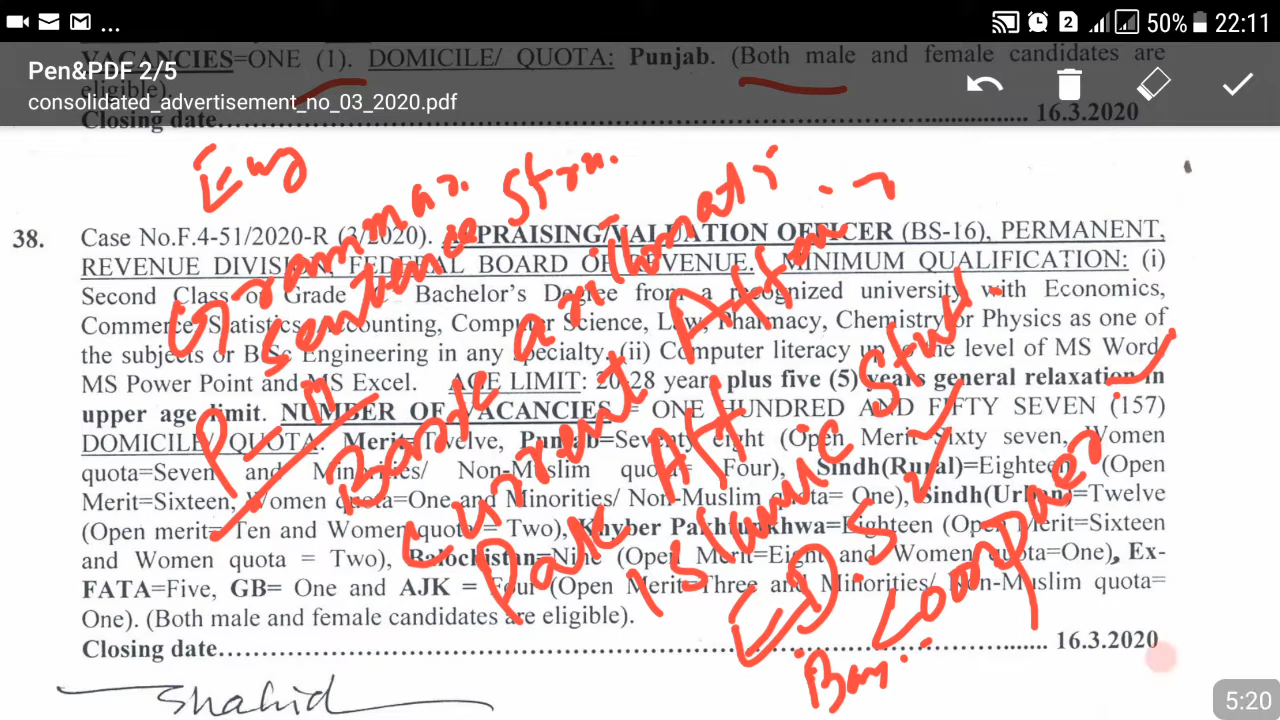 ... 50% 22:11
VACANCIES=ONE (1). DOMICILE/ QUOTA: Punjab. (Both male and female candidates are
Pen&PDF 2/5
eligible).
consolidated_advertisement_no_03_2020.pdf
Closing date 16.3.2020
Eng
Grammar.
Sentence Stru.
38. Case No.F.4-51/2020-R (3/2020). APPRAISING/VALUATION OFFICER (BS-16), PERMANENT,
REVENUE DIVISION, FEDERAL BOARD OF REVENUE. MINIMUM QUALIFICATION: (i)
Second Class or Grade 'C' Bachelor's Degree from a recognized university with Economics,
Commerce, Statistics, Accounting, Computer Science, Law, Pharmacy, Chemistry or Physics as one of
the subjects or B.Sc Engineering in any specialty, (ii) Computer literacy up to the level of MS Word,
MS Power Point and MS Excel. AGE LIMIT: 20-28 years plus five (5) years general relaxation in
upper age limit. NUMBER OF VACANCIES = ONE HUNDRED AND FIFTY SEVEN (157)
DOMICILE/ QUOTA: Merit=Twelve, Punjab=Seventy eight (Open Merit=Sixty seven, Women
quota=Seven and Minorities/ Non-Muslim quota= Four), Sindh(Rural)=Eighteen (Open
Merit=Sixteen, Women quota=One and Minorities/ Non-Muslim quota= One), Sindh(Urban)=Twelve
(Open merit= Ten and Women quota = Two), Khyber Pakhtunkhwa=Eighteen (Open Merit=Sixteen
and Women quota = Two), Balochistan=Nine (Open Merit=Eight and Women quota=One), Ex-
FATA=Five, GB= One and AJK = Four (Open Merit=Three and Minorities/ Non-Muslim quota=
One). (Both male and female candidates are eligible).
Closing date 16.3.2020
P-II
Basic arithmati
Current Affair
Pak Aff
Islamic Stud.
E.D.S
Shahid
5:20